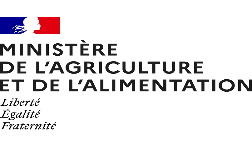 MINISTÈRE
DE L'AGRICULTURE
ET DE L'ALIMENTATION
Liberté
Égalité
Fraternité